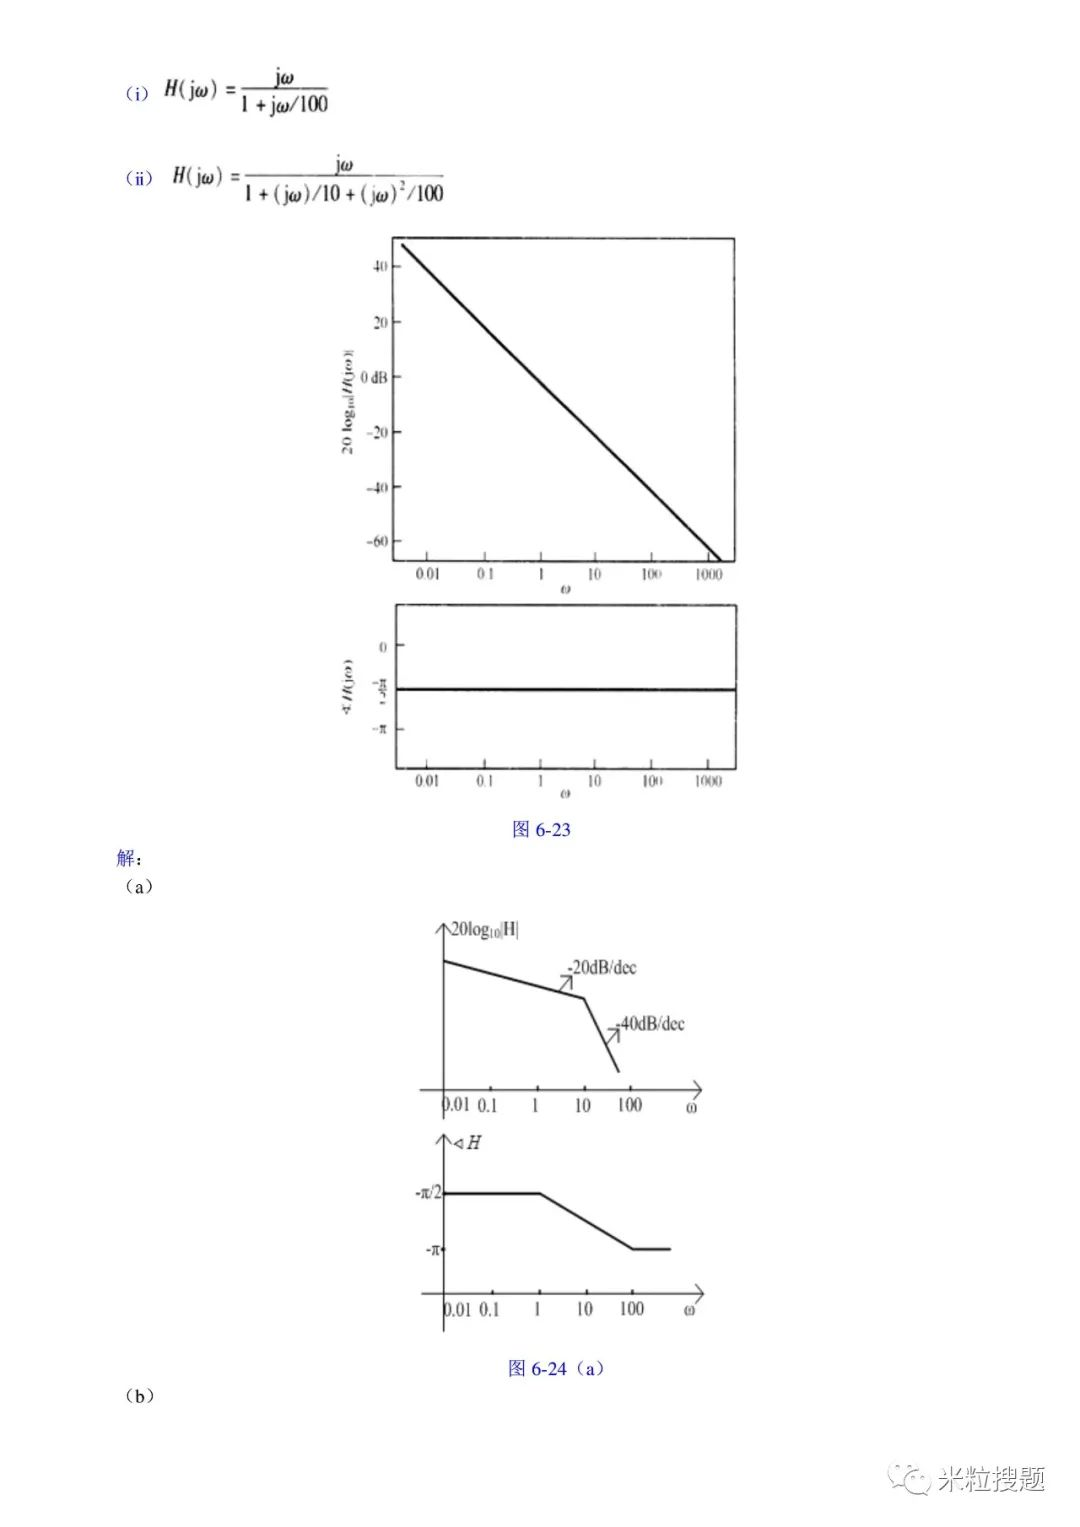 (i) H(jω) = jω / (1 + jω/100)
(ii) H(jω) = jω / (1 + (jω)/10 + (jω)²/100)
20 log₁₀|H(jω)|
40
20
0 dB
-20
-40
-60
0.01 0.1 1 10 100 1000
ω
∢H(jω)
0
-π
-π
0.01 0.1 1 10 100 1000
ω
图 6-23
解：
（a）
20log₁₀|H|
-20dB/dec
-40dB/dec
0.01 0.1 1 10 100 ω
∢H
-π/2
-π
0.01 0.1 1 10 100 ω
图 6-24（a）
（b）
米粒搜题